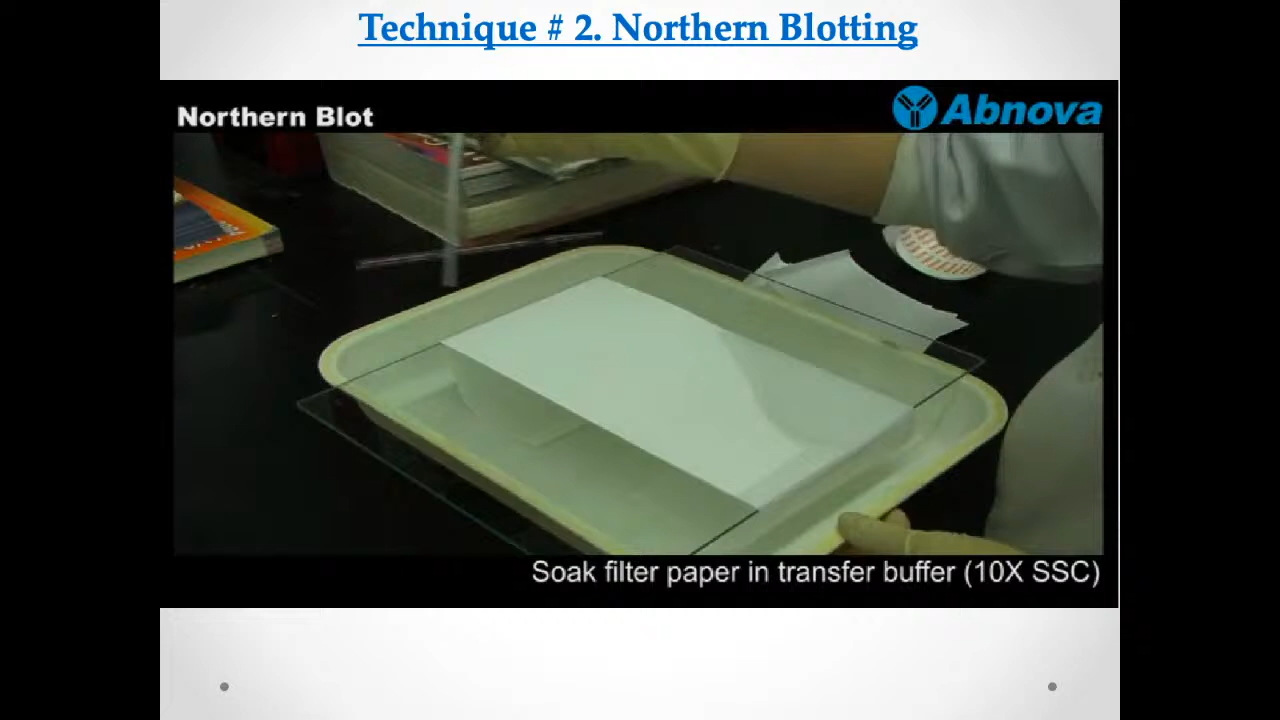 Technique # 2. Northern Blotting
Northern Blot
Abnova
Soak filter paper in transfer buffer (10X SSC)